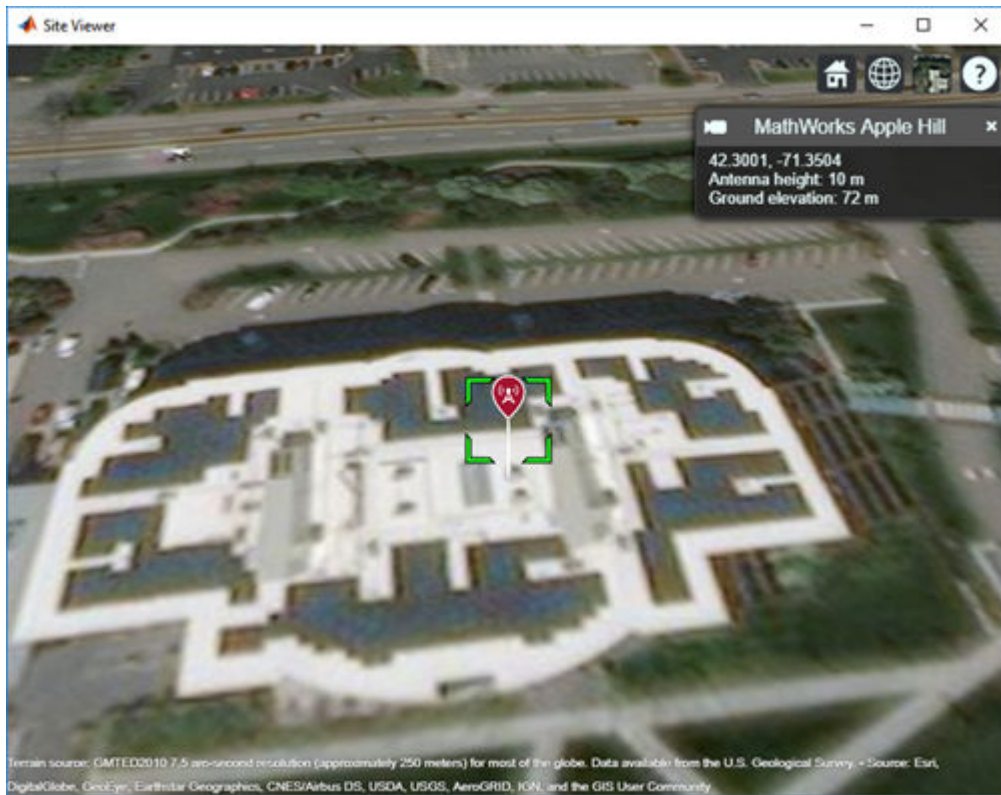 Site Viewer
?
MathWorks Apple Hill
42.3001, -71.3504
Antenna height: 10 m
Ground elevation: 72 m
Terrain source: GMTED2010 7.5 arc-second resolution (approximately 250 meters) for most of the globe. Data available from the U.S. Geological Survey. • Source: Esri,
DigitalGlobe, GeoEye, Earthstar Geographics, CNES/Airbus DS, USDA, USGS, AeroGRID, IGN, and the GIS User Community